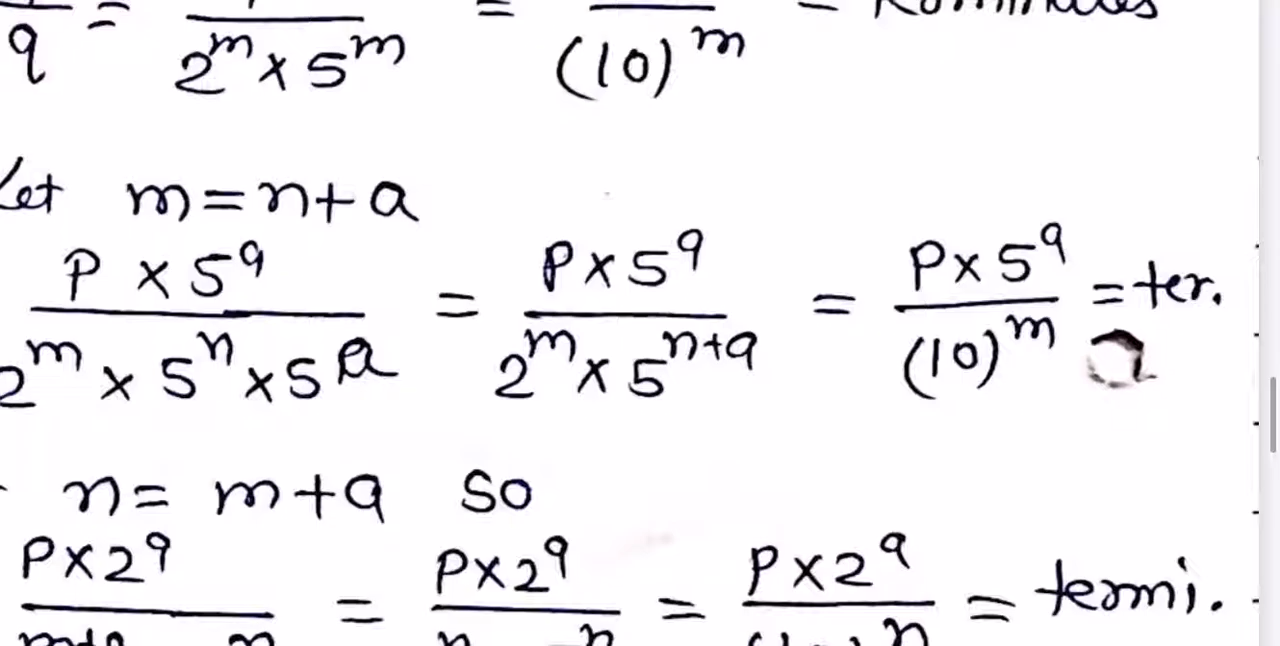 q = 2^m × 5^m = (10)^m =
Let m = n + a
P × 5^a / 2^m × 5^n × 5^a = P × 5^a / 2^m × 5^(n+a) = P × 5^a / (10)^m = ter.
n = m + a so
P × 2^a = P × 2^a = P × 2^a = termi.